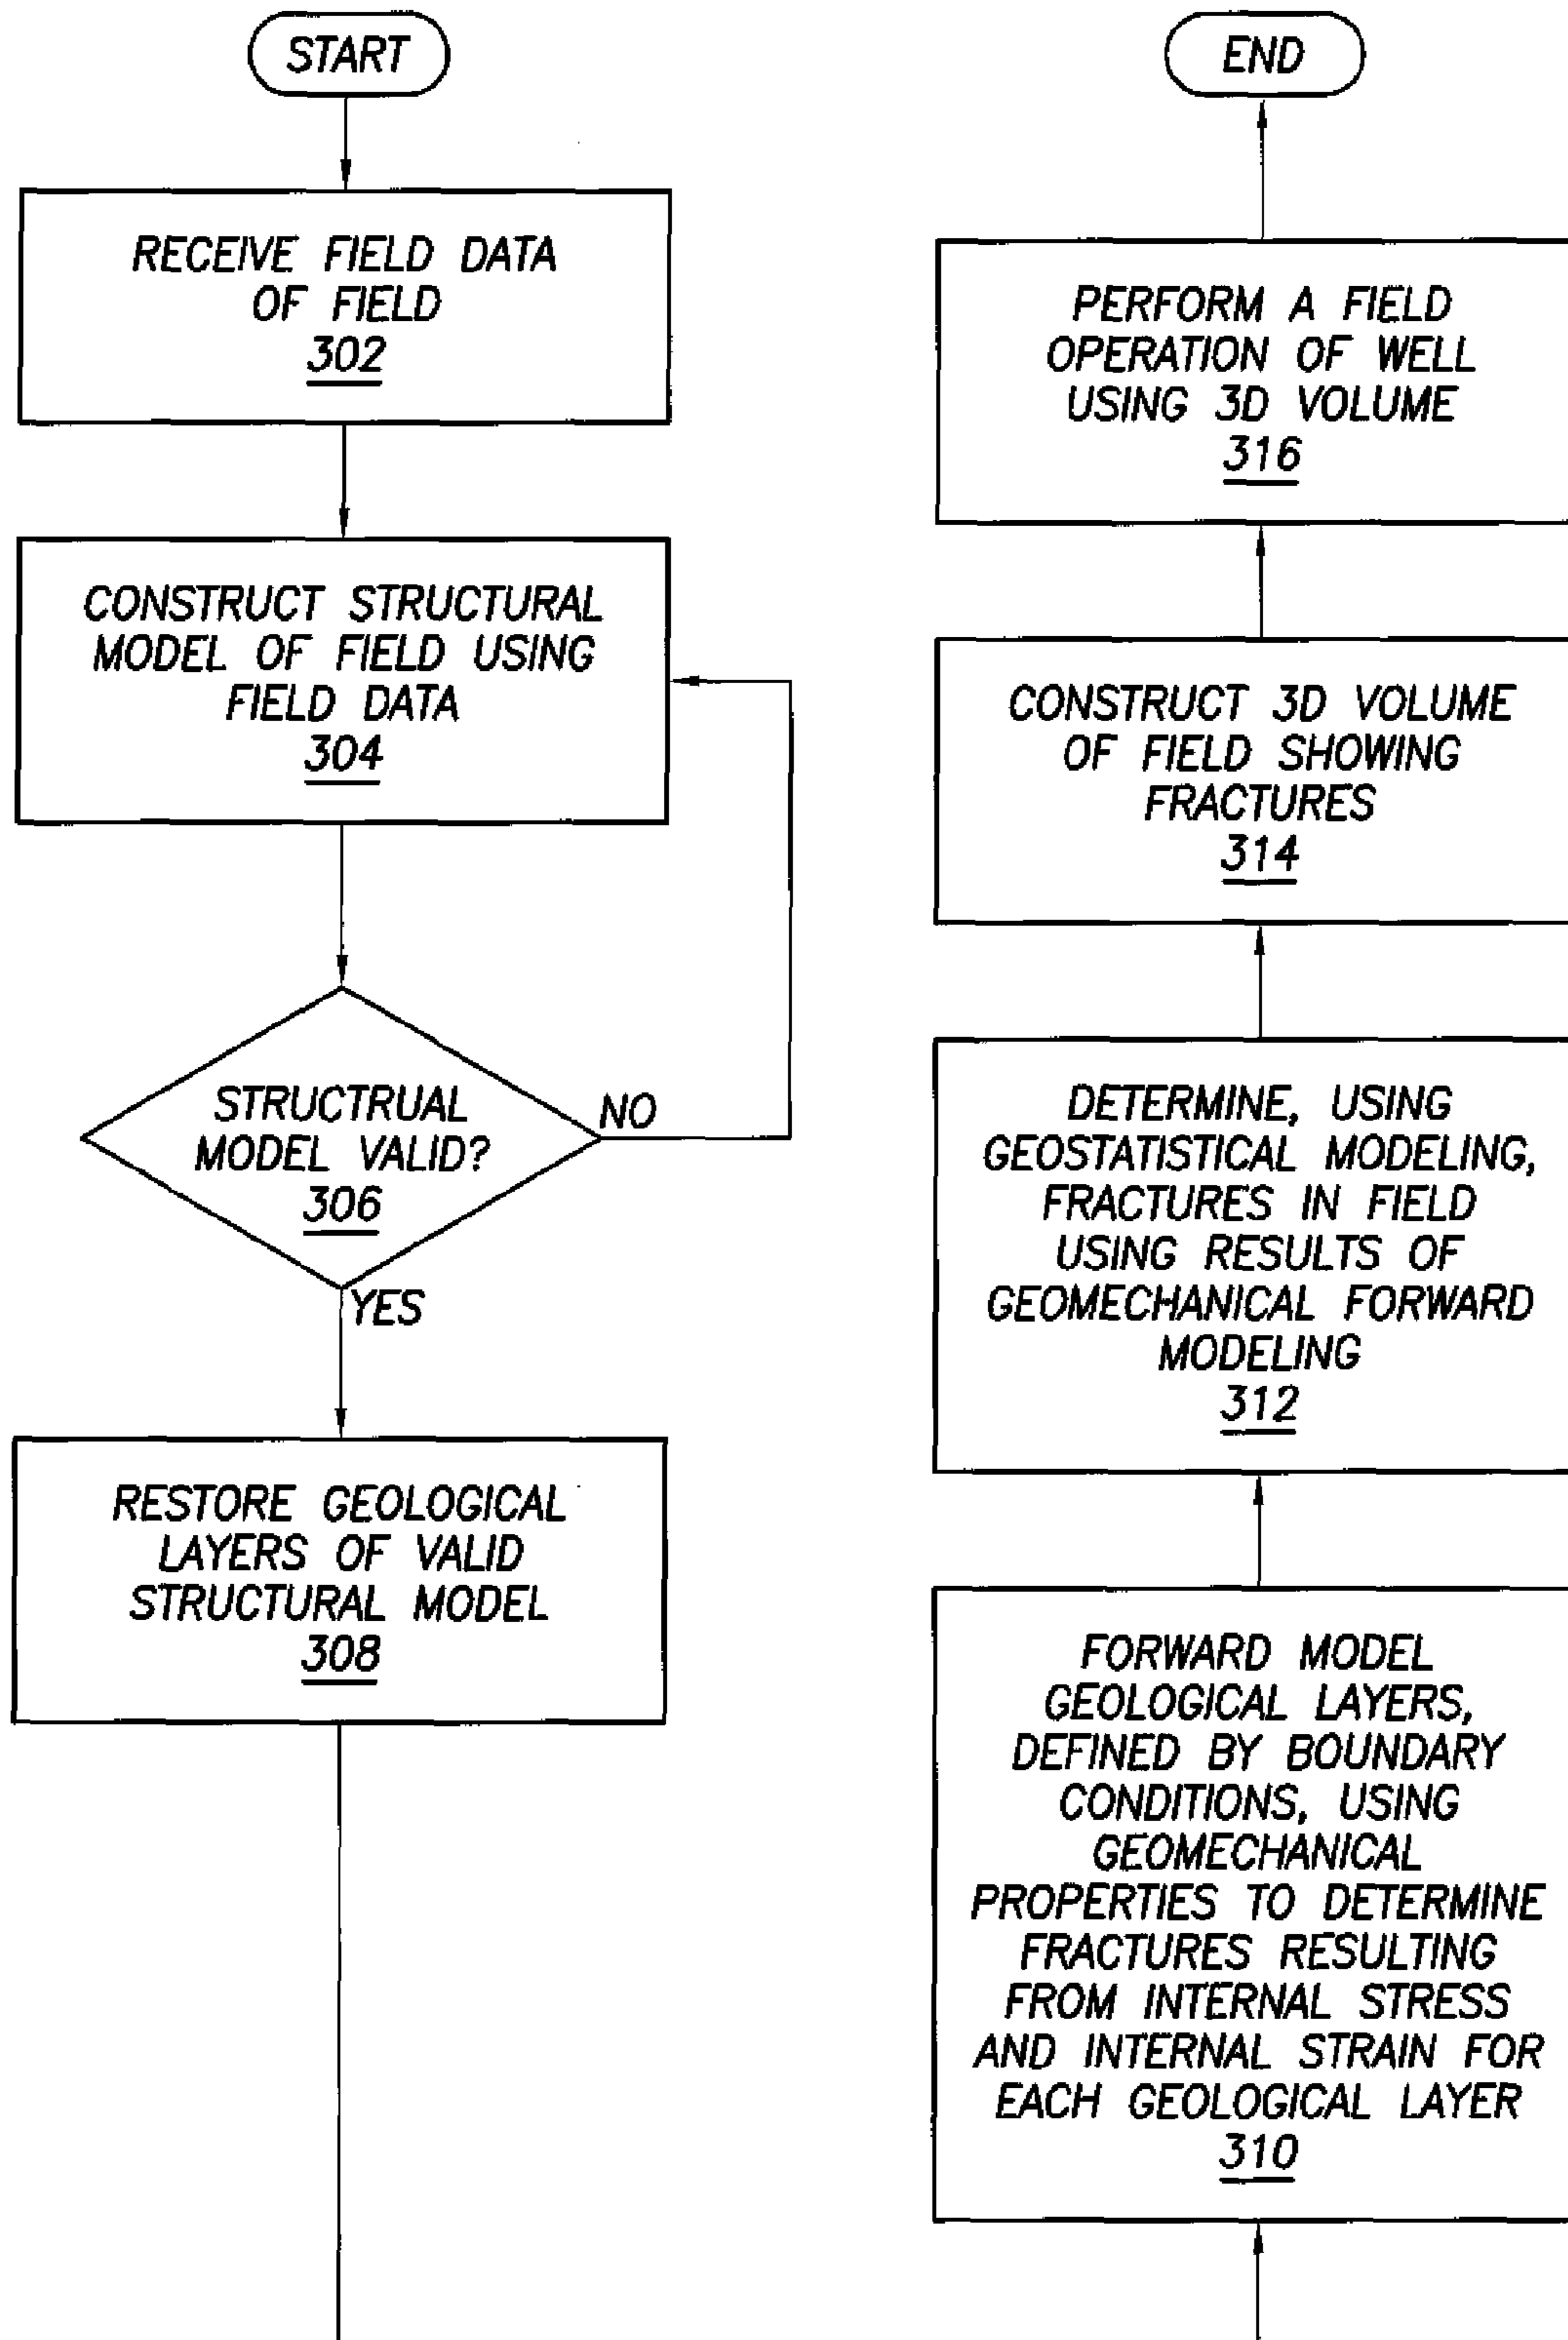 START
RECEIVE FIELD DATA
OF FIELD
302
CONSTRUCT STRUCTURAL
MODEL OF FIELD USING
FIELD DATA
304
STRUCTRUAL
MODEL VALID?
306
NO
YES
RESTORE GEOLOGICAL
LAYERS OF VALID
STRUCTURAL MODEL
308
END
PERFORM A FIELD
OPERATION OF WELL
USING 3D VOLUME
316
CONSTRUCT 3D VOLUME
OF FIELD SHOWING
FRACTURES
314
DETERMINE, USING
GEOSTATISTICAL MODELING,
FRACTURES IN FIELD
USING RESULTS OF
GEOMECHANICAL FORWARD
MODELING
312
FORWARD MODEL
GEOLOGICAL LAYERS,
DEFINED BY BOUNDARY
CONDITIONS, USING
GEOMECHANICAL
PROPERTIES TO DETERMINE
FRACTURES RESULTING
FROM INTERNAL STRESS
AND INTERNAL STRAIN FOR
EACH GEOLOGICAL LAYER
310